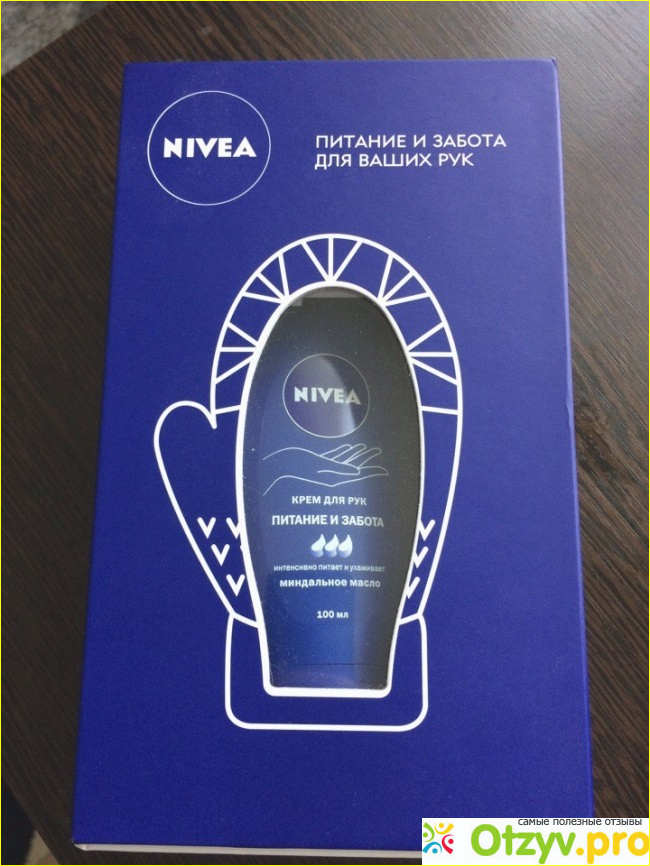 NIVEA
ПИТАНИЕ И ЗАБОТА
ДЛЯ ВАШИХ РУК
NIVEA
КРЕМ ДЛЯ РУК
ПИТАНИЕ И ЗАБОТА
интенсивно питает и ухаживает
миндальное масло
100 мл
самые полезные отзывы
Otzyv.pro